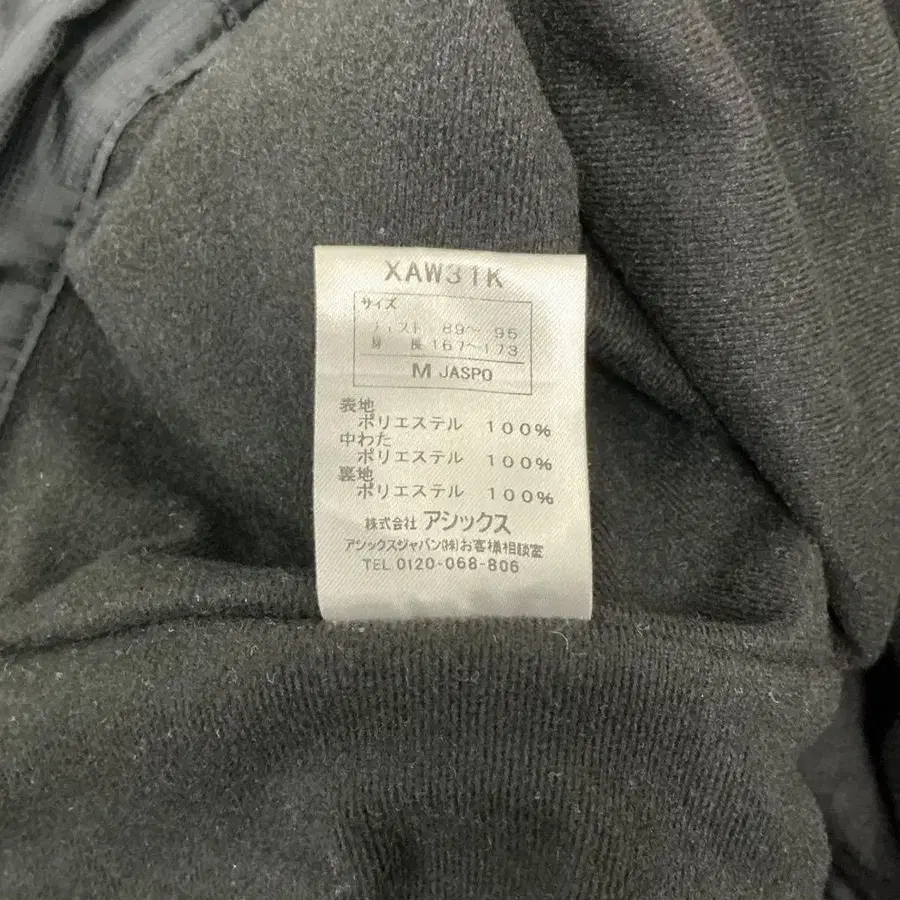 XAW31K
サイズ
チェスト 89～95
身長 167～173
M JASPO
表地
ポリエステル 100%
中わた
ポリエステル 100%
裏地
ポリエステル 100%
株式会社 アシックス
アシックスジャパン(株)お客様相談室
TEL.0120-068-806